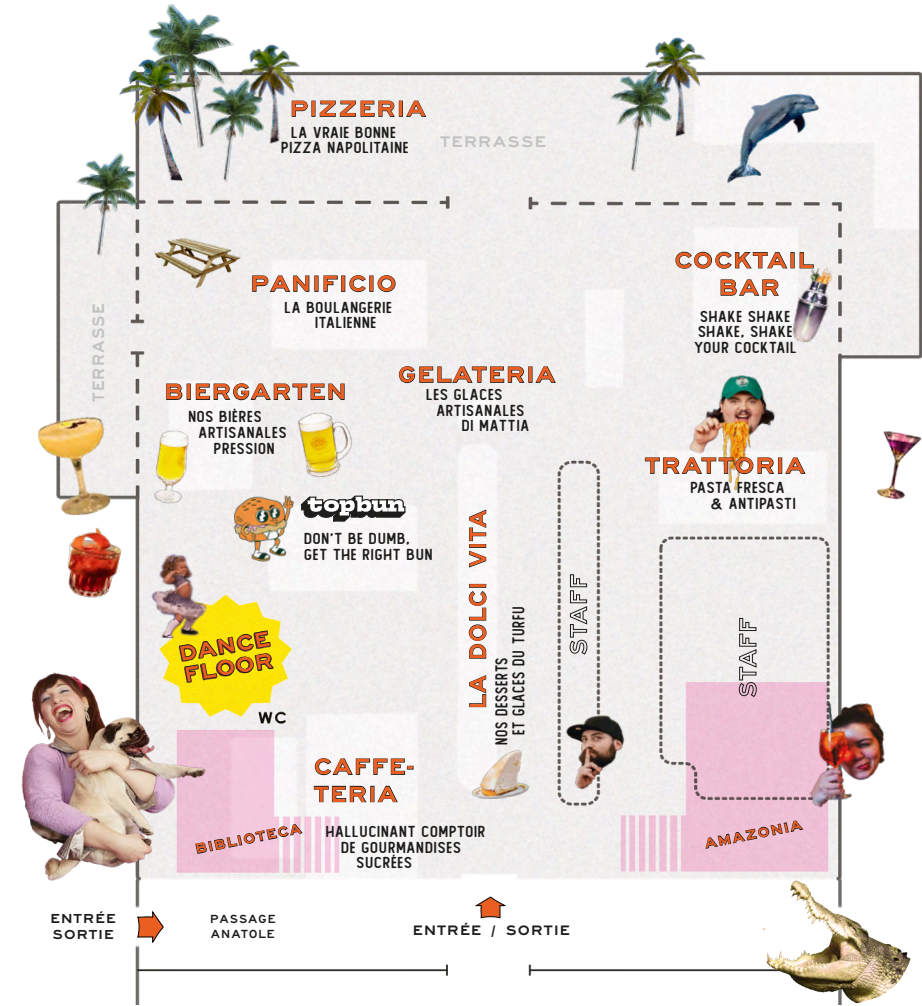 PIZZERIA
LA VRAIE BONNE
PIZZA NAPOLITAINE
TERRASSE
TERRASSE
PANIFICIO
LA BOULANGERIE
ITALIENNE
COCKTAIL
BAR
SHAKE SHAKE
SHAKE, SHAKE
YOUR COCKTAIL
BIERGARTEN
NOS BIÈRES
ARTISANALES
PRESSION
GELATERIA
LES GLACES
ARTISANALES
DI MATTIA
TRATTORIA
PASTA FRESCA
& ANTIPASTI
topbun
DON'T BE DUMB,
GET THE RIGHT BUN
LA DOLCI VITA
NOS DESSERTS
ET GLACES DU TURFU
STAFF
STAFF
DANCE
FLOOR
WC
CAFFE-
TERIA
HALLUCINANT COMPTOIR
DE GOURMANDISES
SUCRÉES
BIBLIOTECA
AMAZONIA
ENTRÉE
SORTIE
PASSAGE
ANATOLE
ENTRÉE / SORTIE